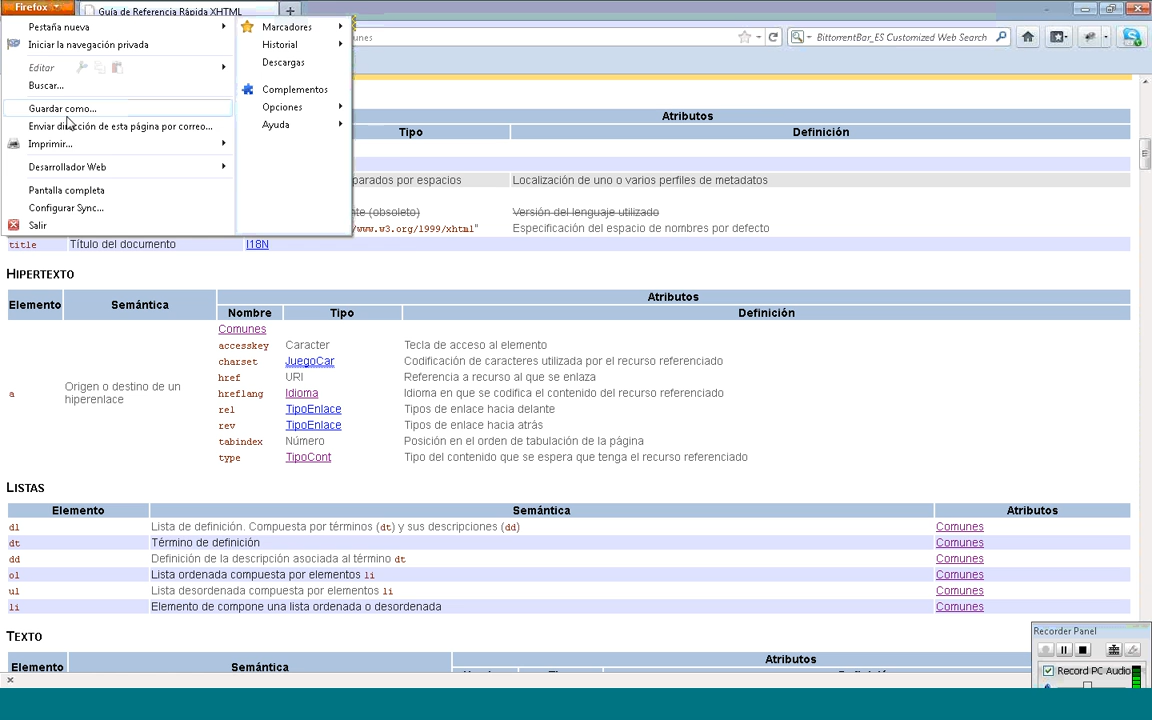 Firefox
Guía de Referencia Rápida XHTML
unes
BittorrentBar_ES Customized Web Search
Pestaña nueva
Iniciar la navegación privada
Editar
Buscar...
Guardar como...
Enviar dirección de esta página por correo...
Imprimir...
Desarrollador Web
Pantalla completa
Configurar Sync...
Salir
Marcadores
Historial
Descargas
Complementos
Opciones
Ayuda
Atributos
Tipo Definición
parados por espacios Localización de uno o varios perfiles de metadatos
nte (obsoleto) Versión del lenguaje utilizado
/www.w3.org/1999/xhtml" Especificación del espacio de nombres por defecto
title Título del documento I18N
Hipertexto
Elemento Semántica Atributos
Nombre Tipo Definición
Comunes
accesskey Caracter Tecla de acceso al elemento
charset JuegoCar Codificación de caracteres utilizada por el recurso referenciado
href URI Referencia a recurso al que se enlaza
a Origen o destino de un hiperenlace
hreflang Idioma Idioma en que se codifica el contenido del recurso referenciado
rel TipoEnlace Tipos de enlace hacia delante
rev TipoEnlace Tipos de enlace hacia atrás
tabindex Número Posición en el orden de tabulación de la página
type TipoCont Tipo del contenido que se espera que tenga el recurso referenciado
Listas
Elemento Semántica Atributos
dl Lista de definición. Compuesta por términos (dt) y sus descripciones (dd) Comunes
dt Término de definición Comunes
dd Definición de la descripción asociada al término dt Comunes
ol Lista ordenada compuesta por elementos li Comunes
ul Lista desordenada compuesta por elementos li Comunes
li Elemento de compone una lista ordenada o desordenada Comunes
Texto
Elemento Semántica Atributos
Recorder Panel
Record PC Audio